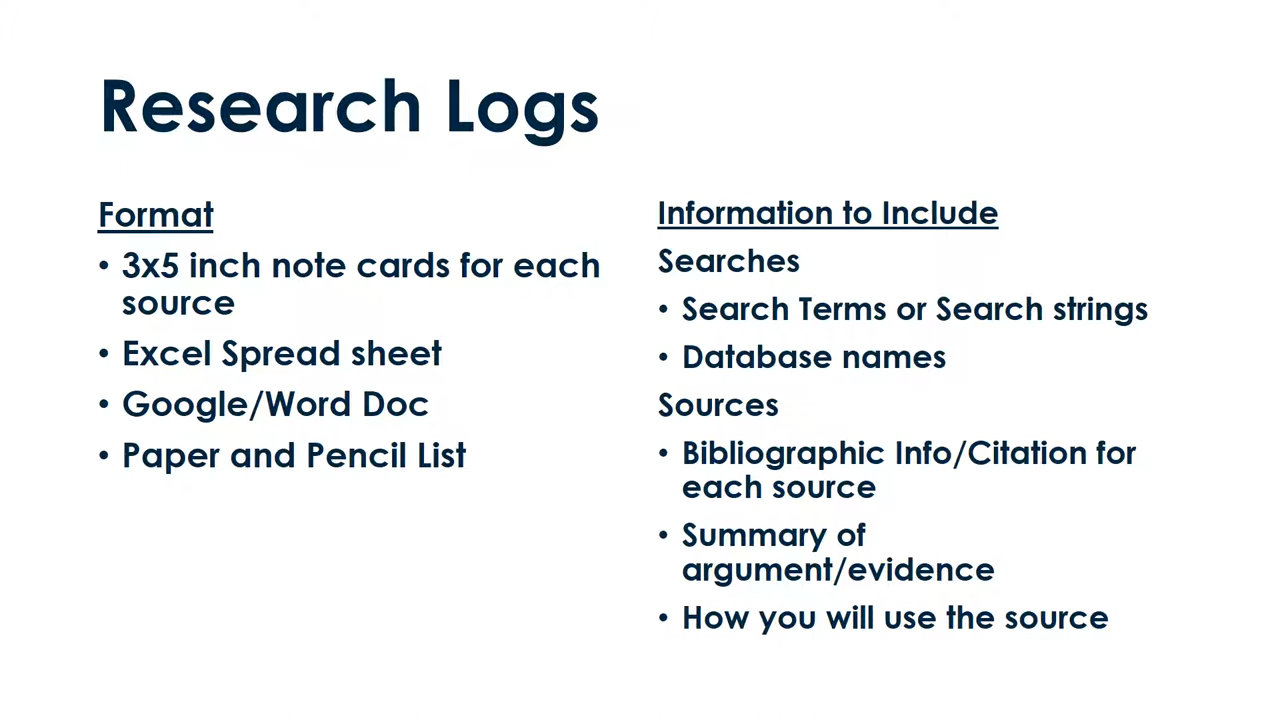 Research Logs
Format
• 3x5 inch note cards for each
source
• Excel Spread sheet
• Google/Word Doc
• Paper and Pencil List
Information to Include
Searches
• Search Terms or Search strings
• Database names
Sources
• Bibliographic Info/Citation for
each source
• Summary of
argument/evidence
• How you will use the source